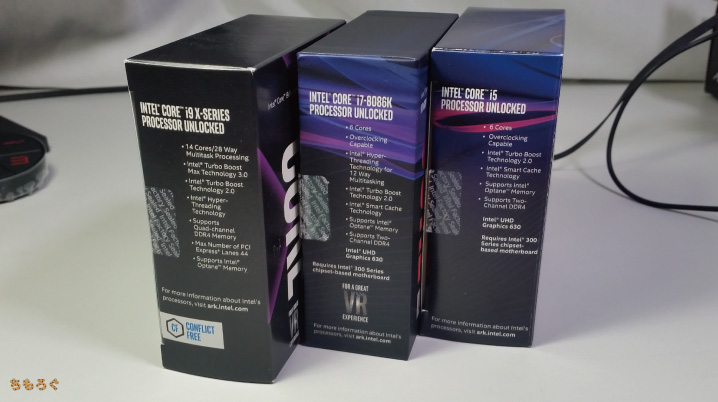 INTEL® CORE™ i9 X-SERIES
PROCESSOR UNLOCKED
• 14 Cores/28 Way
Multitask Processing
• Intel® Turbo Boost
Max Technology 3.0
• Intel® Turbo Boost
Technology 2.0
• Intel® Hyper-
Threading
Technology
• Supports
Quad-channel
DDR4 Memory
• Max Number of PCI
Express® Lanes 44
• Supports Intel®
Optane™ Memory
For more information about Intel's
processors, visit ark.intel.com
CF CONFLICT
FREE
INTEL® CORE™ i7-8086K
PROCESSOR UNLOCKED
• 6 Cores
• Overclocking
Capable
• Intel® Hyper-
Threading
Technology for
12 Way
Multitasking
• Intel® Turbo Boost
Technology 2.0
• Intel® Smart Cache
Technology
• Supports Intel®
Optane™ Memory
• Supports Two-
Channel DDR4
Intel® UHD
Graphics 630
Requires Intel® 300 Series
chipset-based motherboard
FOR A GREAT
VR
EXPERIENCE
For more information about Intel's
processors, visit ark.intel.com
INTEL® CORE™ i5
PROCESSOR UNLOCKED
• 6 Cores
• Overclocking
Capable
• Intel® Turbo Boost
Technology 2.0
• Intel® Smart Cache
Technology
• Supports Intel®
Optane™ Memory
• Supports Two-
Channel DDR4
Intel® UHD
Graphics 630
Requires Intel® 300
Series chipset-
based motherboard
For more information about Intel's
processors, visit ark.intel.com
ちもろぐ